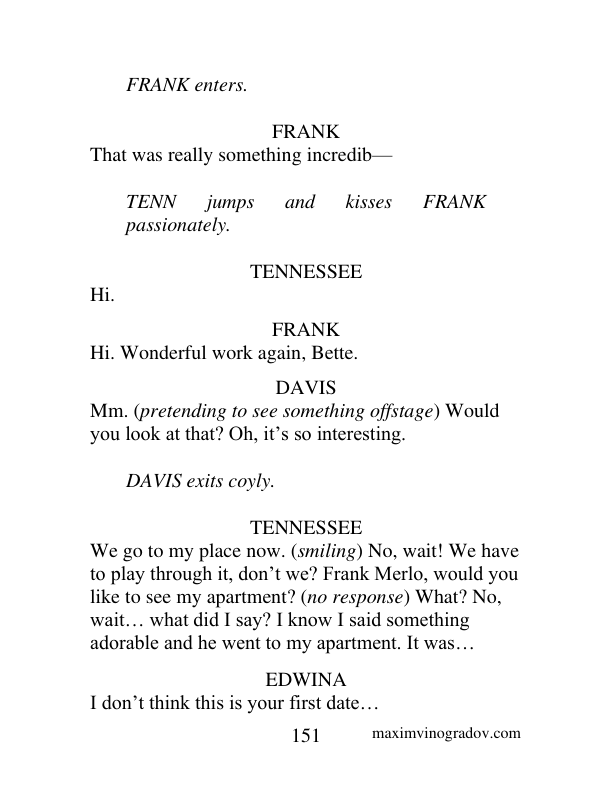 FRANK enters.
FRANK
That was really something incredib—
TENN jumps and kisses FRANK
passionately.
TENNESSEE
Hi.
FRANK
Hi. Wonderful work again, Bette.
DAVIS
Mm. (pretending to see something offstage) Would
you look at that? Oh, it’s so interesting.
DAVIS exits coyly.
TENNESSEE
We go to my place now. (smiling) No, wait! We have
to play through it, don’t we? Frank Merlo, would you
like to see my apartment? (no response) What? No,
wait… what did I say? I know I said something
adorable and he went to my apartment. It was…
EDWINA
I don’t think this is your first date…
151 maximvinogradov.com